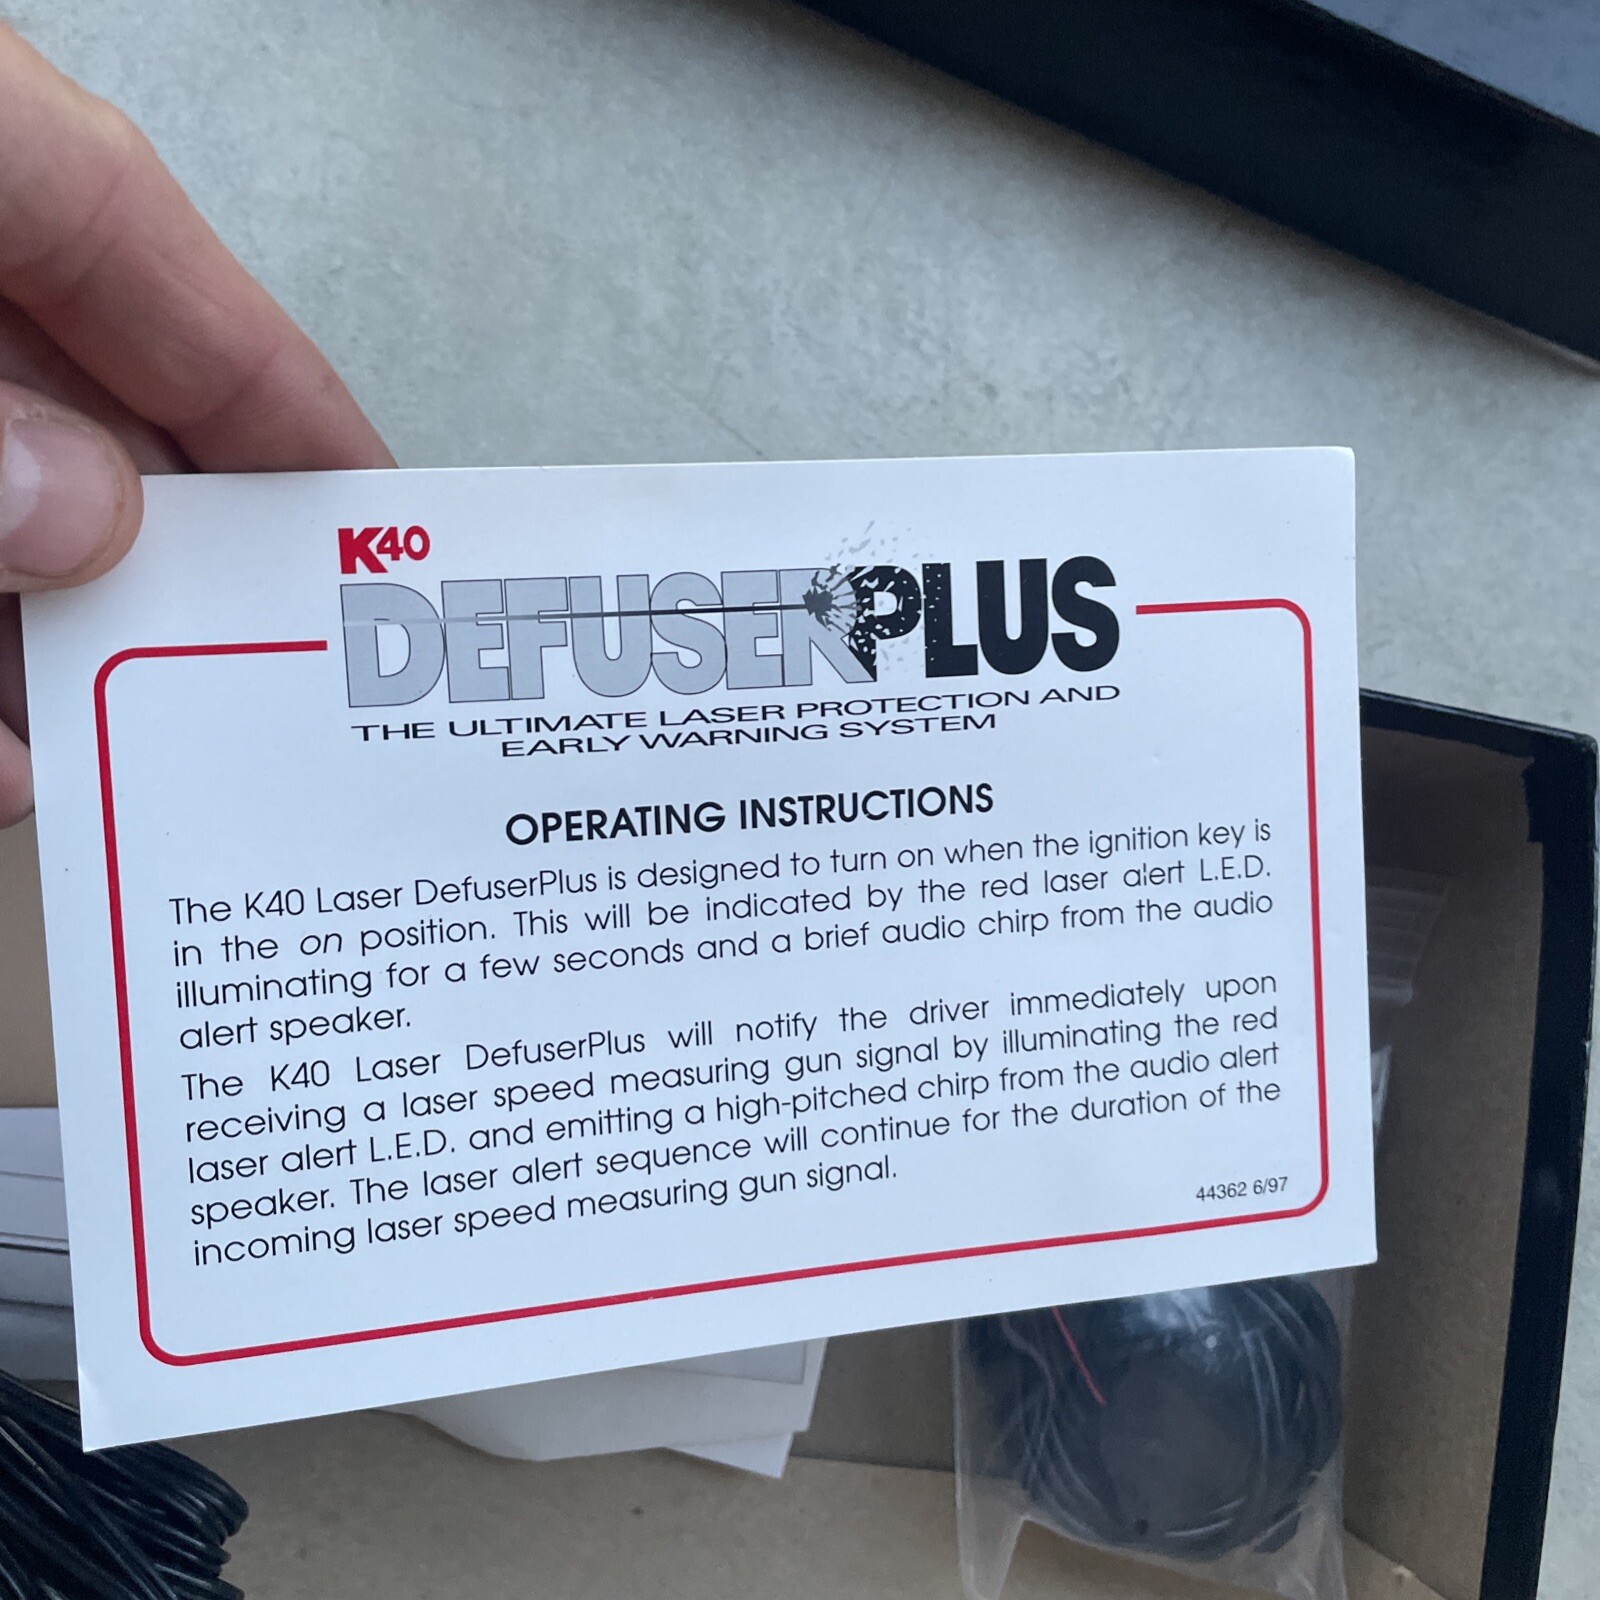 K40
DEFUSERPLUS
THE ULTIMATE LASER PROTECTION AND
EARLY WARNING SYSTEM
OPERATING INSTRUCTIONS
The K40 Laser DefuserPlus is designed to turn on when the ignition key is
in the on position. This will be indicated by the red laser alert L.E.D.
illuminating for a few seconds and a brief audio chirp from the audio
alert speaker.
The K40 Laser DefuserPlus will notify the driver immediately upon
receiving a laser speed measuring gun signal by illuminating the red
laser alert L.E.D. and emitting a high-pitched chirp from the audio alert
speaker. The laser alert sequence will continue for the duration of the
incoming laser speed measuring gun signal.
44362 6/97